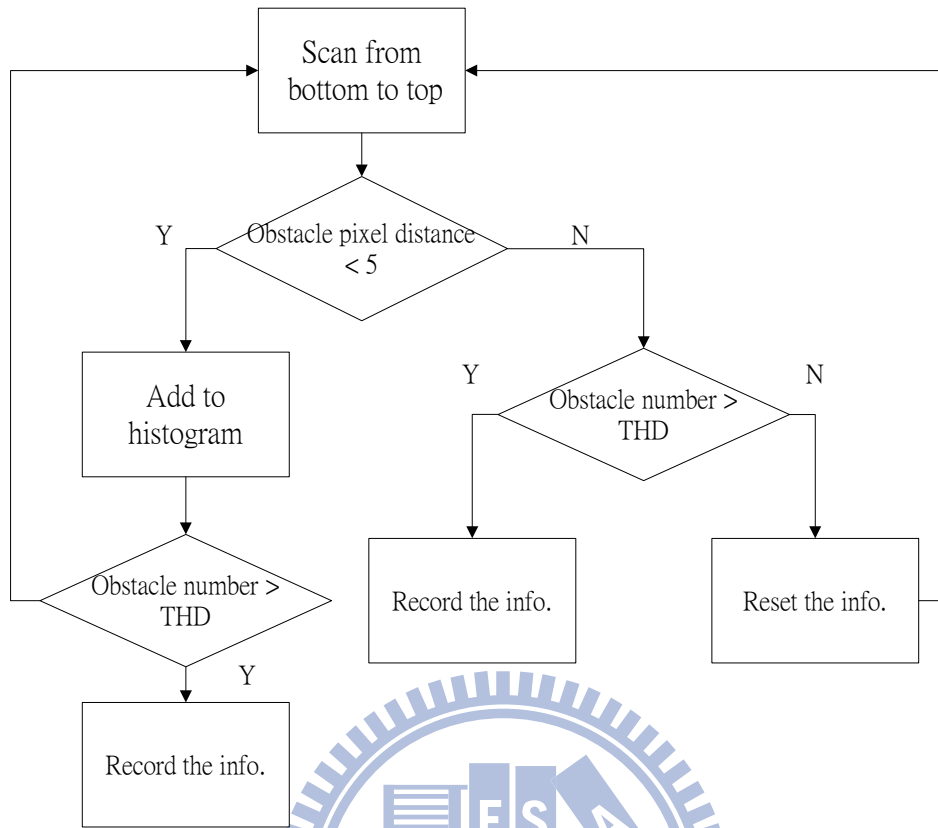 Scan from
bottom to top
Y
Obstacle pixel distance
< 5
N
Add to
histogram
Y
Obstacle number >
THD
N
Obstacle number >
THD
Y
Record the info.
Reset the info.
Record the info.
E S A